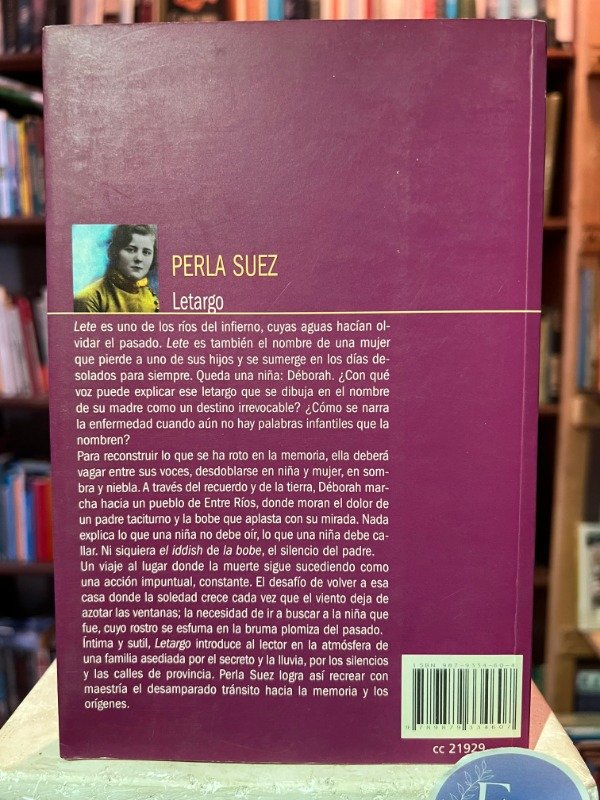 PERLA SUEZ
Letargo
Lete es uno de los ríos del infierno, cuyas aguas hacían ol-
vidar el pasado. Lete es también el nombre de una mujer
que pierde a uno de sus hijos y se sumerge en los días de-
solados para siempre. Queda una niña: Déborah. ¿Con qué
voz puede explicar ese letargo que se dibuja en el nombre
de su madre como un destino irrevocable? ¿Cómo se narra
la enfermedad cuando aún no hay palabras infantiles que la
nombren?
Para reconstruir lo que se ha roto en la memoria, ella deberá
vagar entre sus voces, desdoblarse en niña y mujer, en som-
bra y niebla. A través del recuerdo y de la tierra, Déborah mar-
cha hacia un pueblo de Entre Ríos, donde moran el dolor de
un padre taciturno y la bobe que aplasta con su mirada. Nada
explica lo que una niña no debe oír, lo que una niña debe ca-
llar. Ni siquiera el iddish de la bobe, el silencio del padre.
Un viaje al lugar donde la muerte sigue sucediendo como
una acción impuntual, constante. El desafío de volver a esa
casa donde la soledad crece cada vez que el viento deja de
azotar las ventanas; la necesidad de ir a buscar a la niña que
fue, cuyo rostro se esfuma en la bruma plomiza del pasado.
Íntima y sutil, Letargo introduce al lector en la atmósfera de
una familia asediada por el secreto y la lluvia, por los silencios
y las calles de provincia. Perla Suez logra así recrear con
maestría el desamparado tránsito hacia la memoria y los
orígenes.
ISBN 987-9334-60-4
9 789879 334607
cc 21929